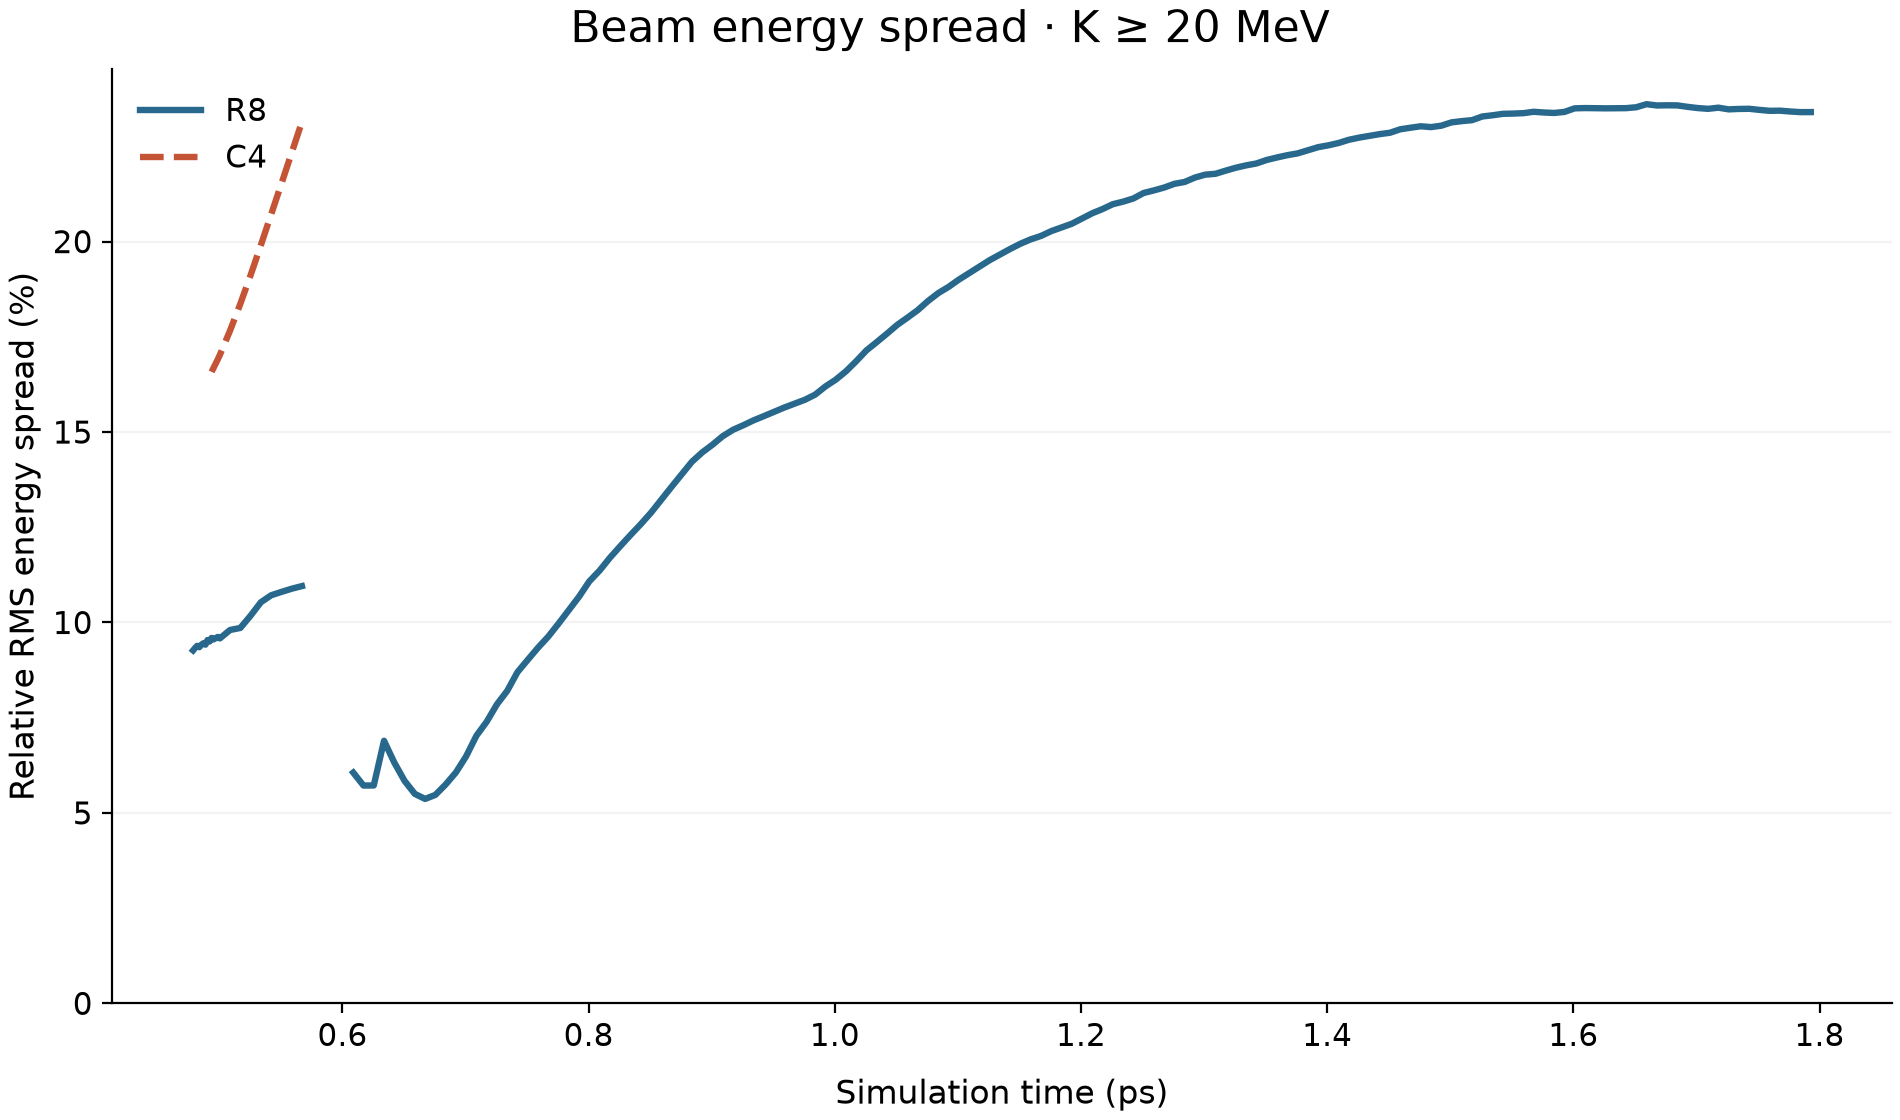 Beam energy spread · K ≥ 20 MeV
R8
C4
Relative RMS energy spread (%)
20
15
10
5
0
0.6
0.8
1.0
1.2
1.4
1.6
1.8
Simulation time (ps)